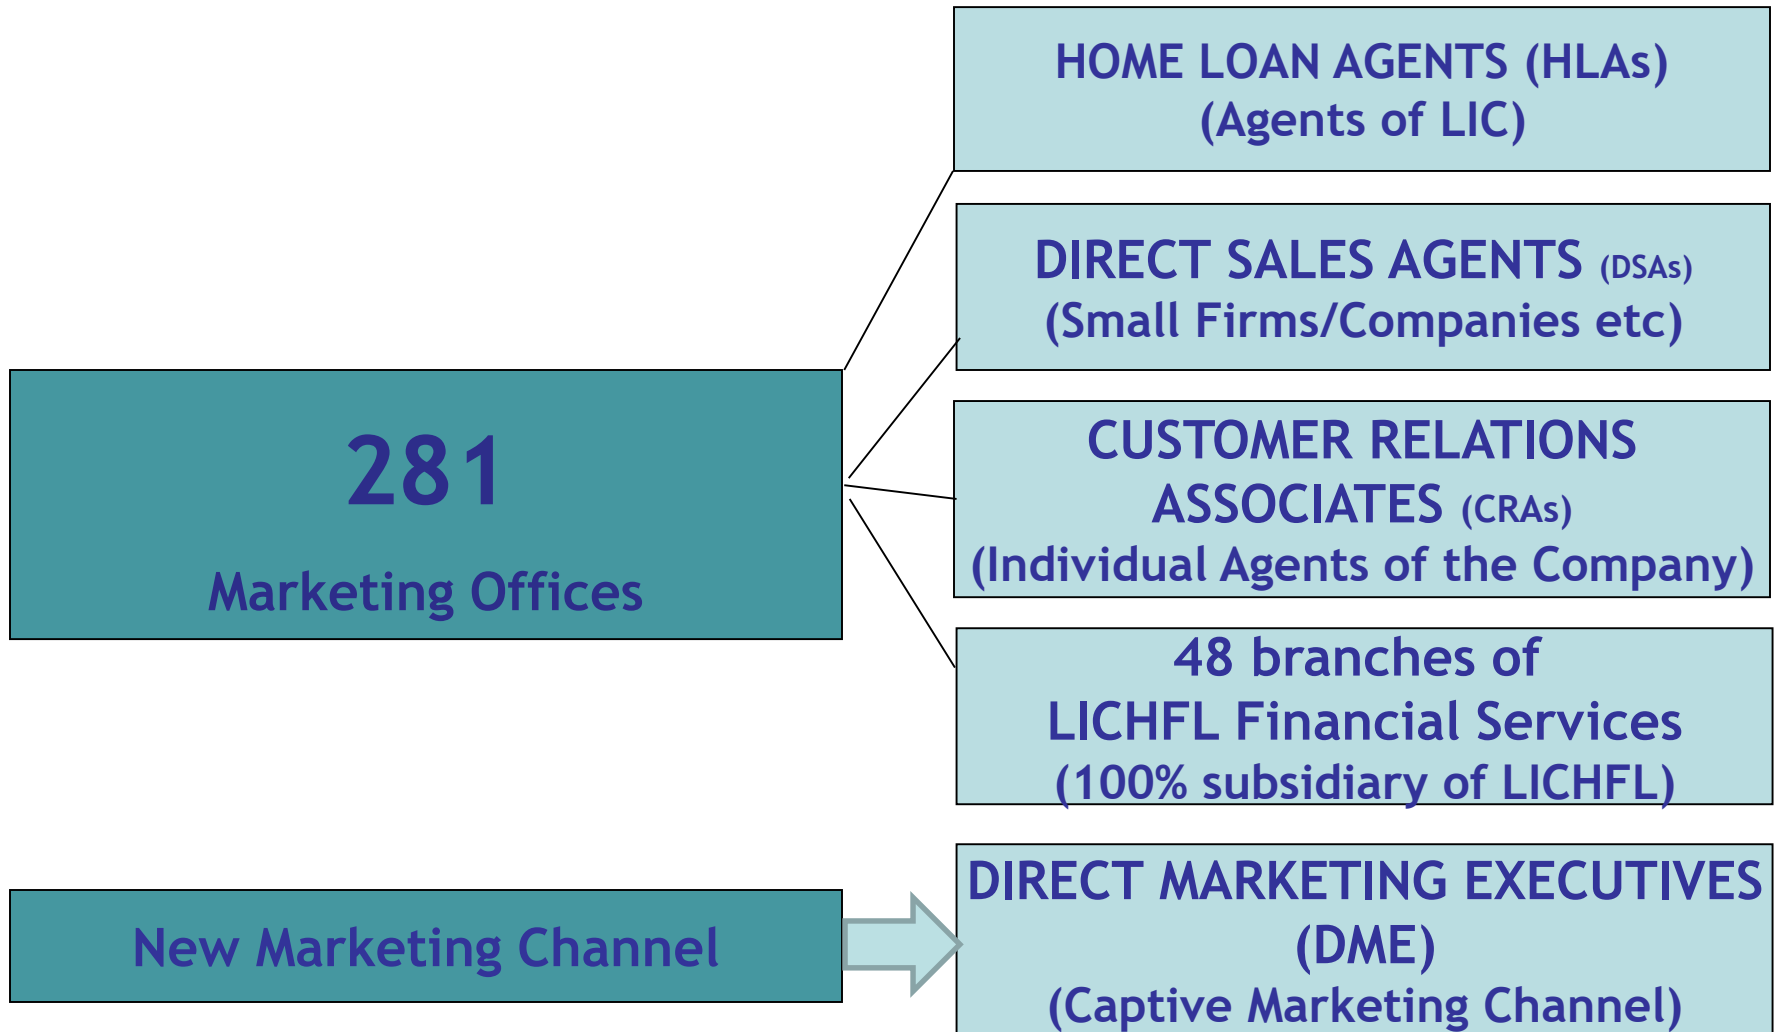 HOME LOAN AGENTS (HLAs)
(Agents of LIC)
DIRECT SALES AGENTS (DSAs)
(Small Firms/Companies etc)
281
Marketing Offices
CUSTOMER RELATIONS
ASSOCIATES (CRAs)
(Individual Agents of the Company)
48 branches of
LICHFL Financial Services
(100% subsidiary of LICHFL)
New Marketing Channel
DIRECT MARKETING EXECUTIVES
(DME)
(Captive Marketing Channel)